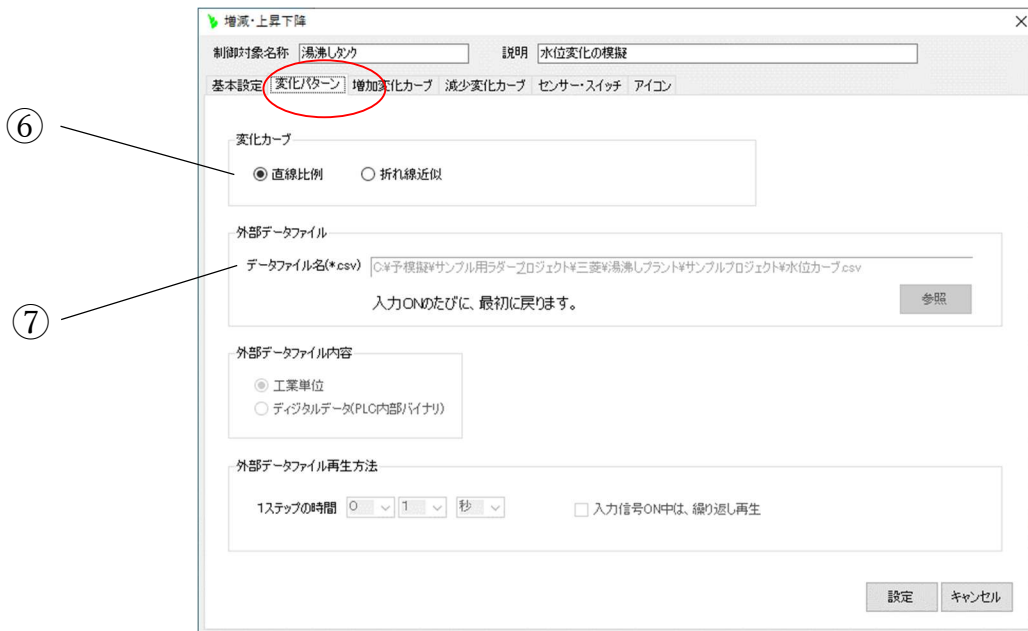 増減・上昇下降
制御対象名称 湯沸しタンク 説明 水位変化の模擬
基本設定 変化パターン 増加変化カーブ 減少変化カーブ センサー・スイッチ アイコン
⑥
変化カーブ
直線比例 折れ線近似
外部データファイル
データファイル名(*.csv) C:¥予模擬¥サンプル用ラダープロジェクト¥三菱¥湯沸しプラント¥サンプルプロジェクト¥水位カーブ.csv
入力ONのたびに、最初に戻ります。 参照
⑦
外部データファイル内容
工業単位
ディジタルデータ(PLC内部バイナリ)
外部データファイル再生方法
1ステップの時間 0 1 秒 入力信号ON中は、繰り返し再生
設定 キャンセル